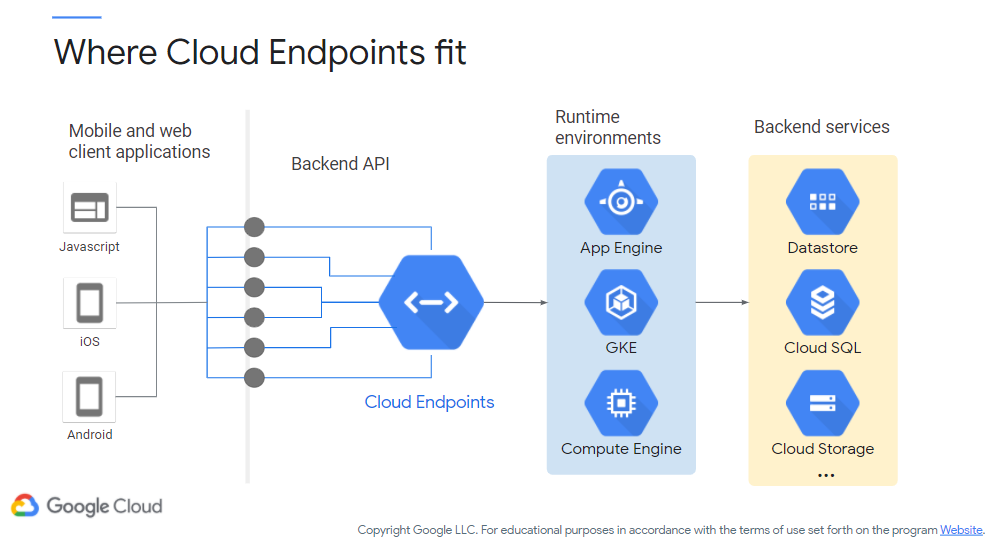 Where Cloud Endpoints fit
Mobile and web
client applications
Javascript
iOS
Android
Backend API
Cloud Endpoints
Runtime
environments
App Engine
GKE
Compute Engine
Backend services
Datastore
Cloud SQL
Cloud Storage
...
Google Cloud
Copyright Google LLC. For educational purposes in accordance with the terms of use set forth on the program Website.